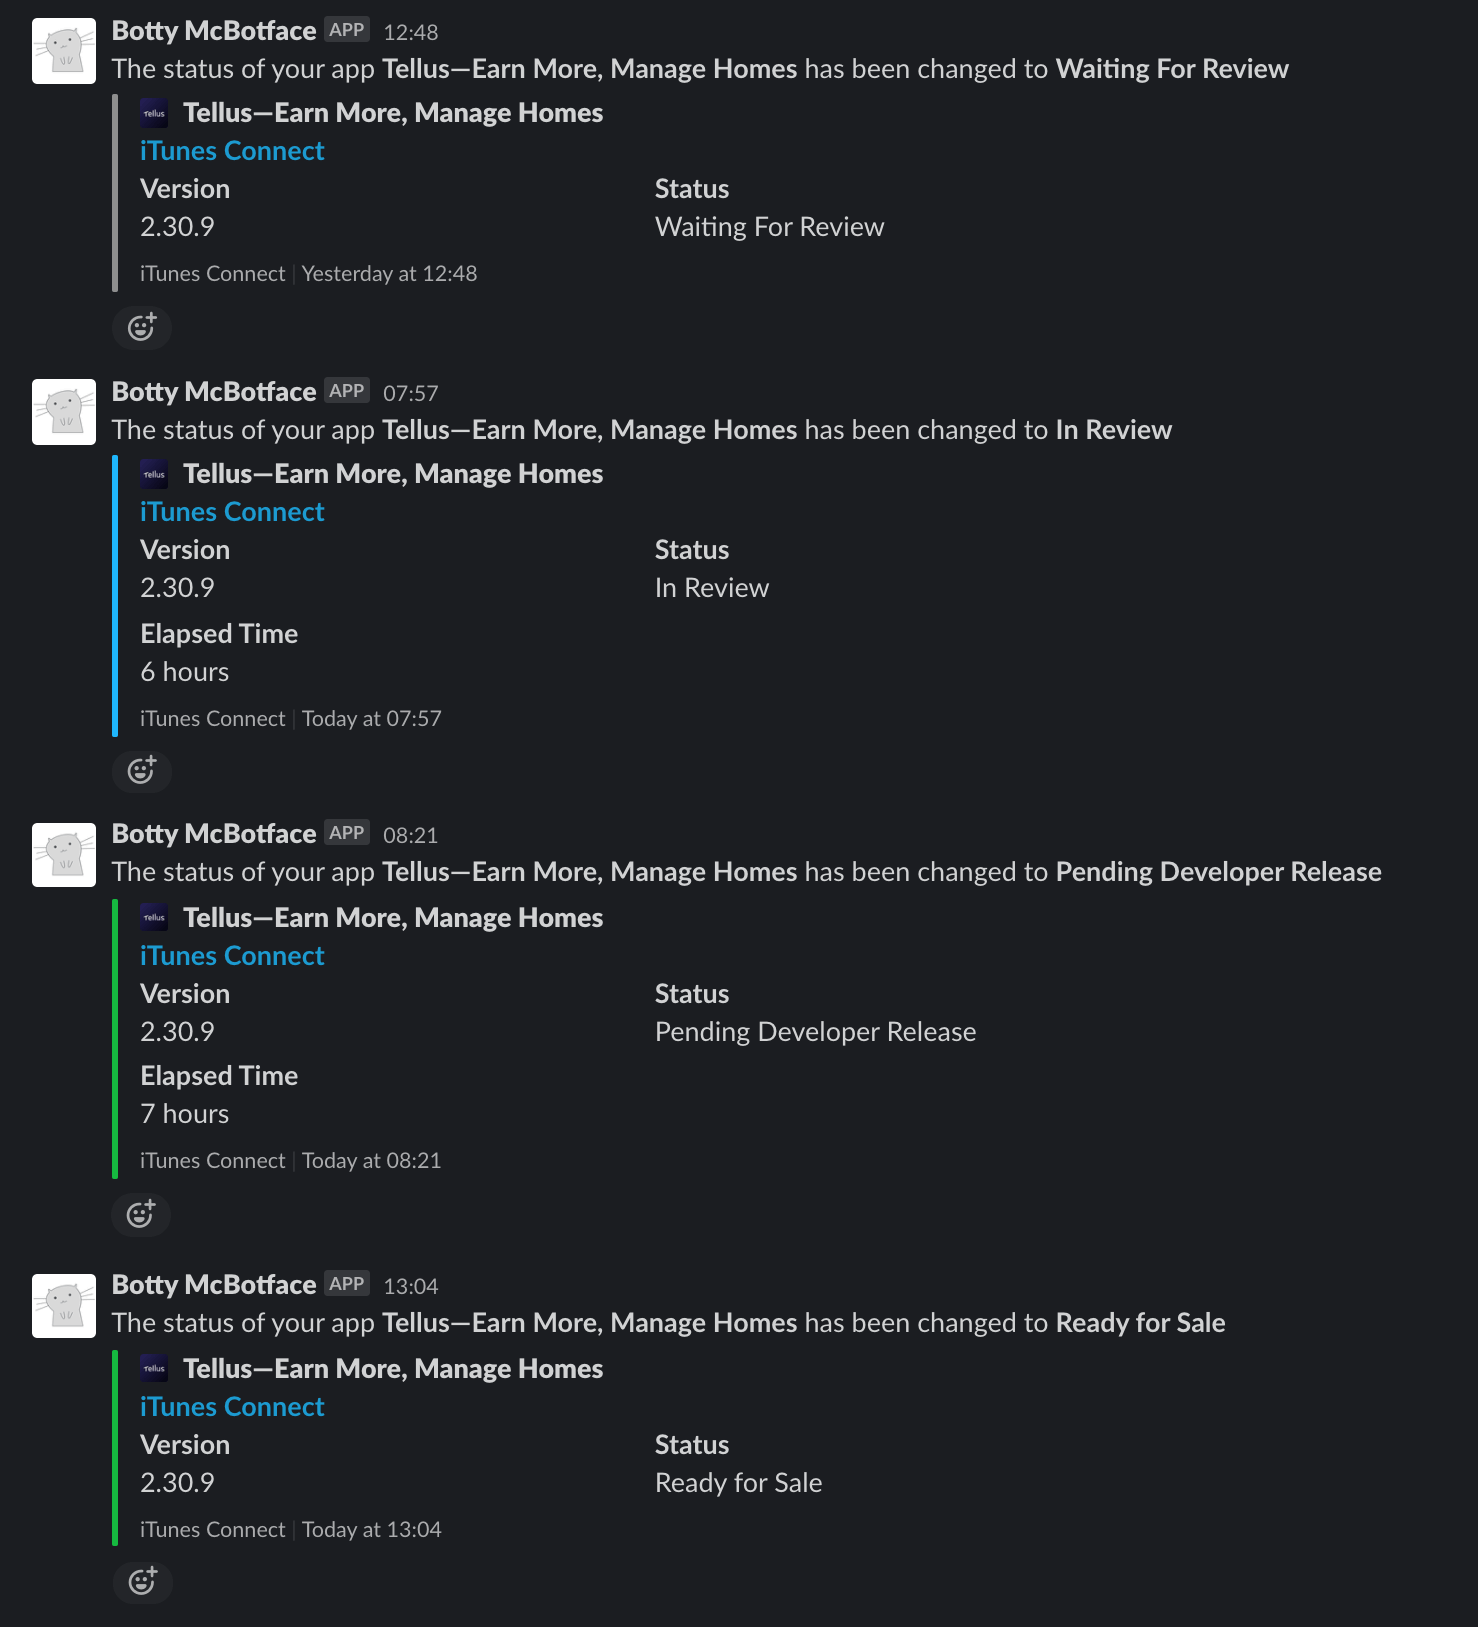 Botty McBotface APP 12:48
The status of your app Tellus—Earn More, Manage Homes has been changed to Waiting For Review
Tellus Tellus—Earn More, Manage Homes
iTunes Connect
Version Status
2.30.9 Waiting For Review
iTunes Connect | Yesterday at 12:48
Botty McBotface APP 07:57
The status of your app Tellus—Earn More, Manage Homes has been changed to In Review
Tellus Tellus—Earn More, Manage Homes
iTunes Connect
Version Status
2.30.9 In Review
Elapsed Time
6 hours
iTunes Connect | Today at 07:57
Botty McBotface APP 08:21
The status of your app Tellus—Earn More, Manage Homes has been changed to Pending Developer Release
Tellus Tellus—Earn More, Manage Homes
iTunes Connect
Version Status
2.30.9 Pending Developer Release
Elapsed Time
7 hours
iTunes Connect | Today at 08:21
Botty McBotface APP 13:04
The status of your app Tellus—Earn More, Manage Homes has been changed to Ready for Sale
Tellus Tellus—Earn More, Manage Homes
iTunes Connect
Version Status
2.30.9 Ready for Sale
iTunes Connect | Today at 13:04